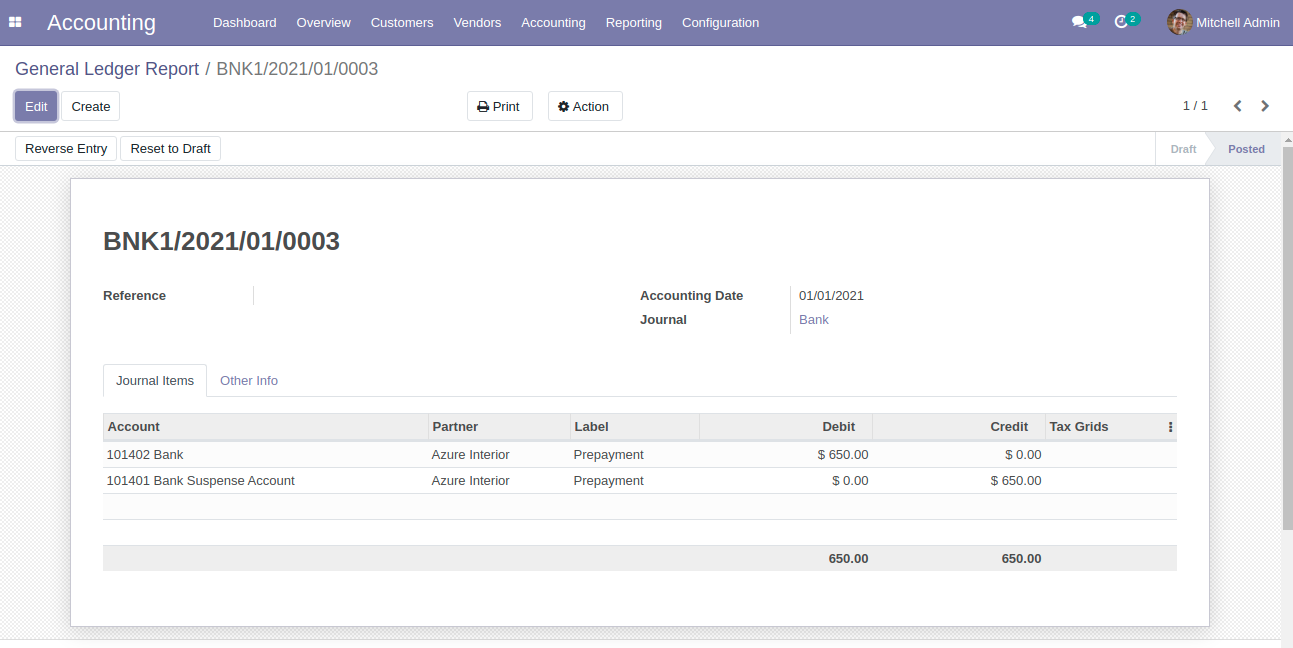 Accounting Dashboard Overview Customers Vendors Accounting Reporting Configuration 4 2 Mitchell Admin
General Ledger Report / BNK1/2021/01/0003
Edit Create Print Action 1 / 1
Reverse Entry Reset to Draft Draft Posted
BNK1/2021/01/0003
Reference Accounting Date 01/01/2021
Journal Bank
Journal Items Other Info
Account Partner Label Debit Credit Tax Grids
101402 Bank Azure Interior Prepayment $ 650.00 $ 0.00
101401 Bank Suspense Account Azure Interior Prepayment $ 0.00 $ 650.00
650.00 650.00